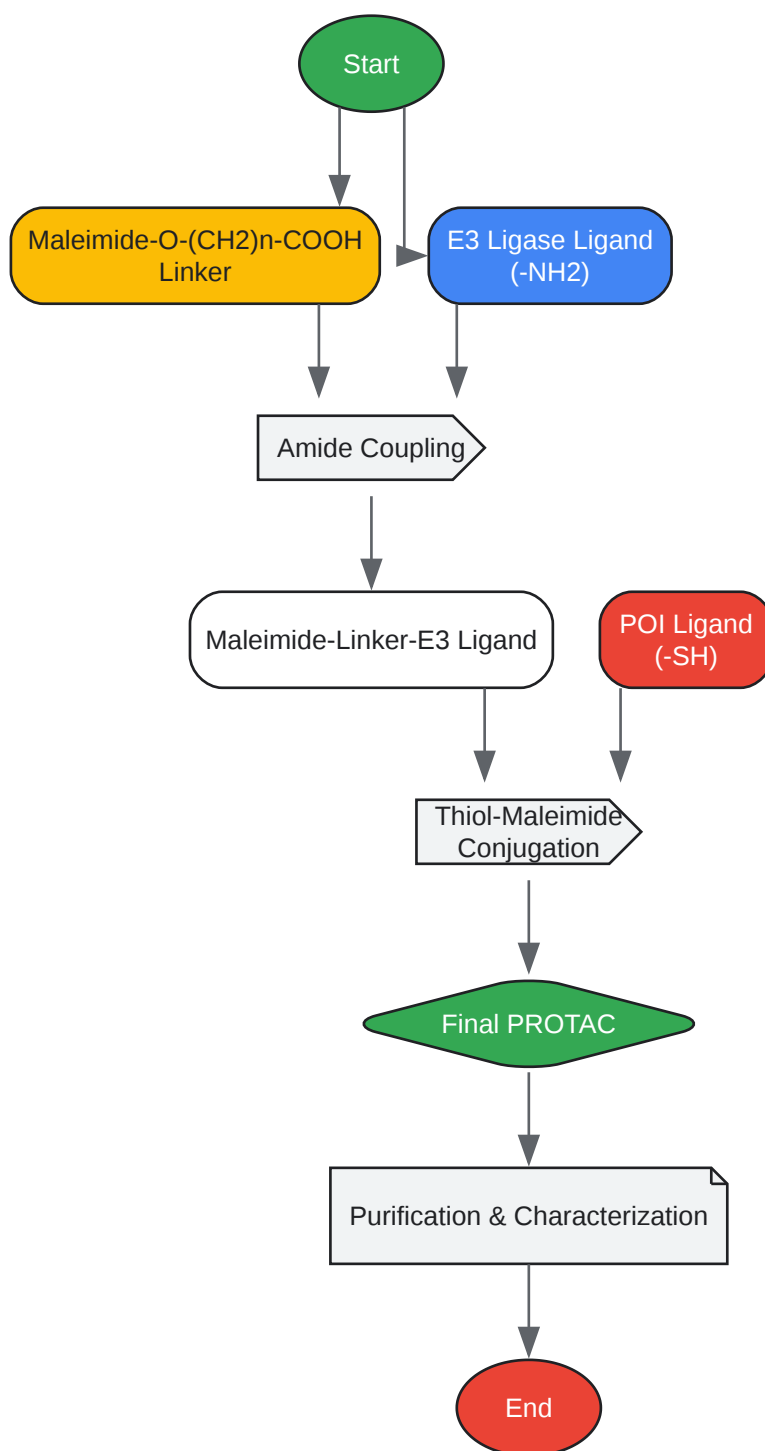 Start
Maleimide-O-(CH2)n-COOH
Linker
E3 Ligase Ligand
(-NH2)
Amide Coupling
Maleimide-Linker-E3 Ligand
POI Ligand
(-SH)
Thiol-Maleimide
Conjugation
Final PROTAC
Purification & Characterization
End